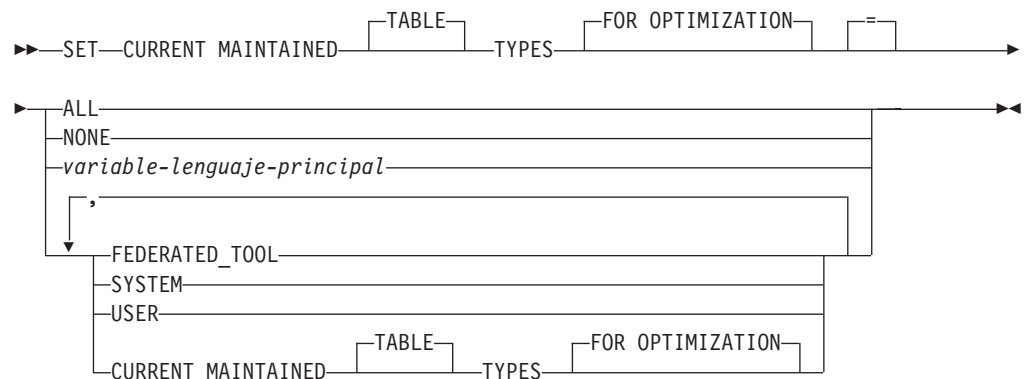 TABLE FOR OPTIMIZATION =
SET CURRENT MAINTAINED TYPES
ALL
NONE
variable-lenguaje-principal
,
FEDERATED_TOOL
SYSTEM
USER
TABLE FOR OPTIMIZATION
CURRENT MAINTAINED TYPES